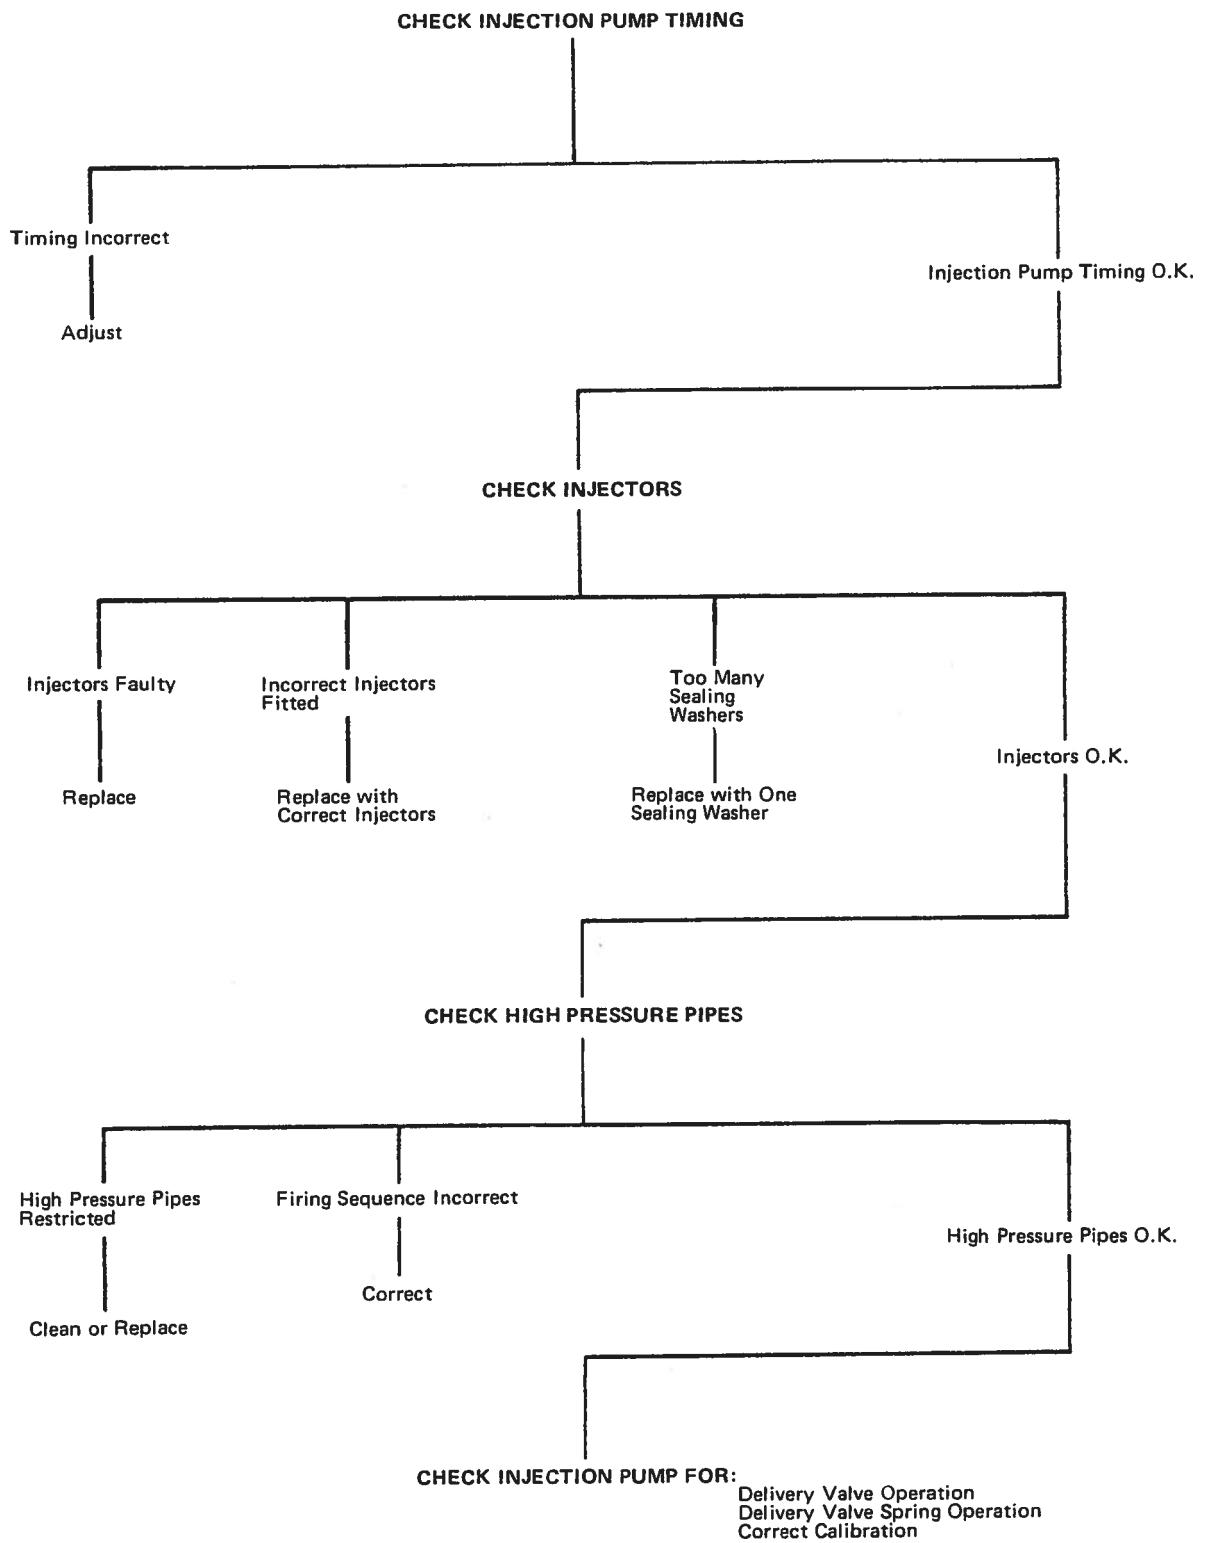 CHECK INJECTION PUMP TIMING
Timing Incorrect
Injection Pump Timing O.K.
Adjust
CHECK INJECTORS
Injectors Faulty
Incorrect Injectors
Fitted
Too Many
Sealing
Washers
Injectors O.K.
Replace
Replace with
Correct Injectors
Replace with One
Sealing Washer
CHECK HIGH PRESSURE PIPES
High Pressure Pipes
Restricted
Firing Sequence Incorrect
High Pressure Pipes O.K.
Correct
Clean or Replace
CHECK INJECTION PUMP FOR:
Delivery Valve Operation
Delivery Valve Spring Operation
Correct Calibration